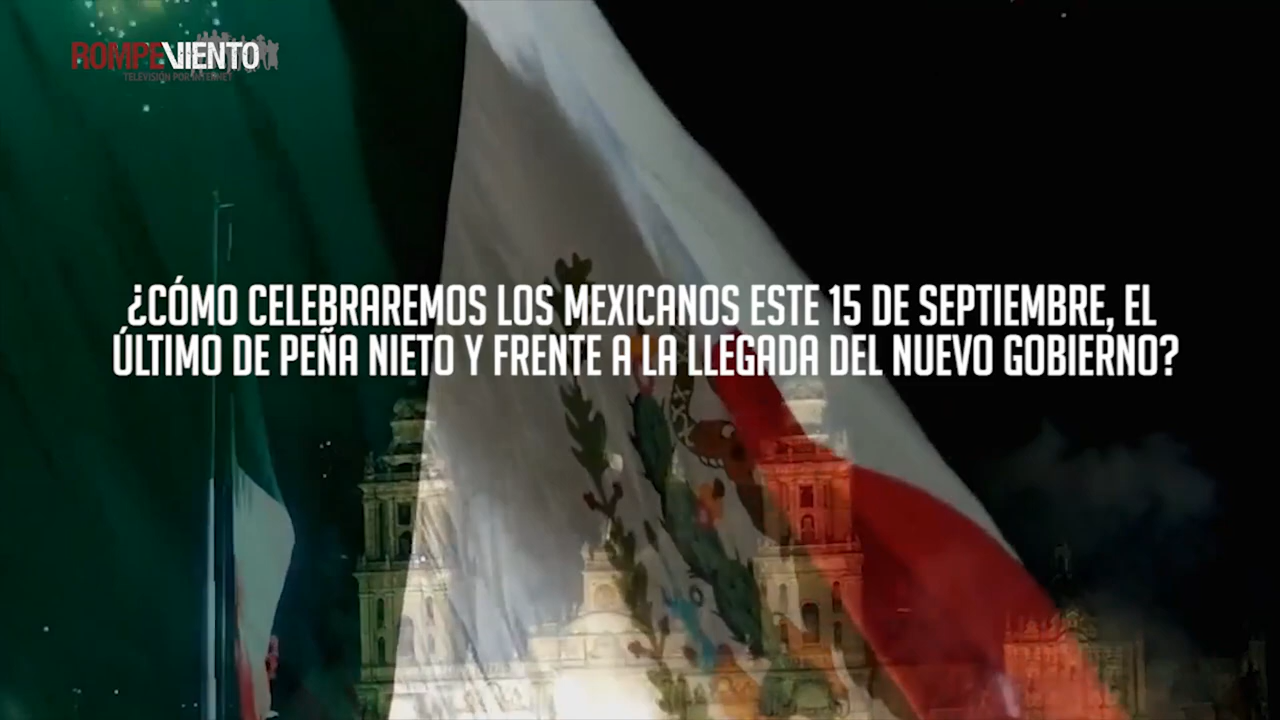 ROMPEVIENTO
TELEVISIÓN POR INTERNET
¿CÓMO CELEBRAREMOS LOS MEXICANOS ESTE 15 DE SEPTIEMBRE, EL
ÚLTIMO DE PEÑA NIETO Y FRENTE A LA LLEGADA DEL NUEVO GOBIERNO?